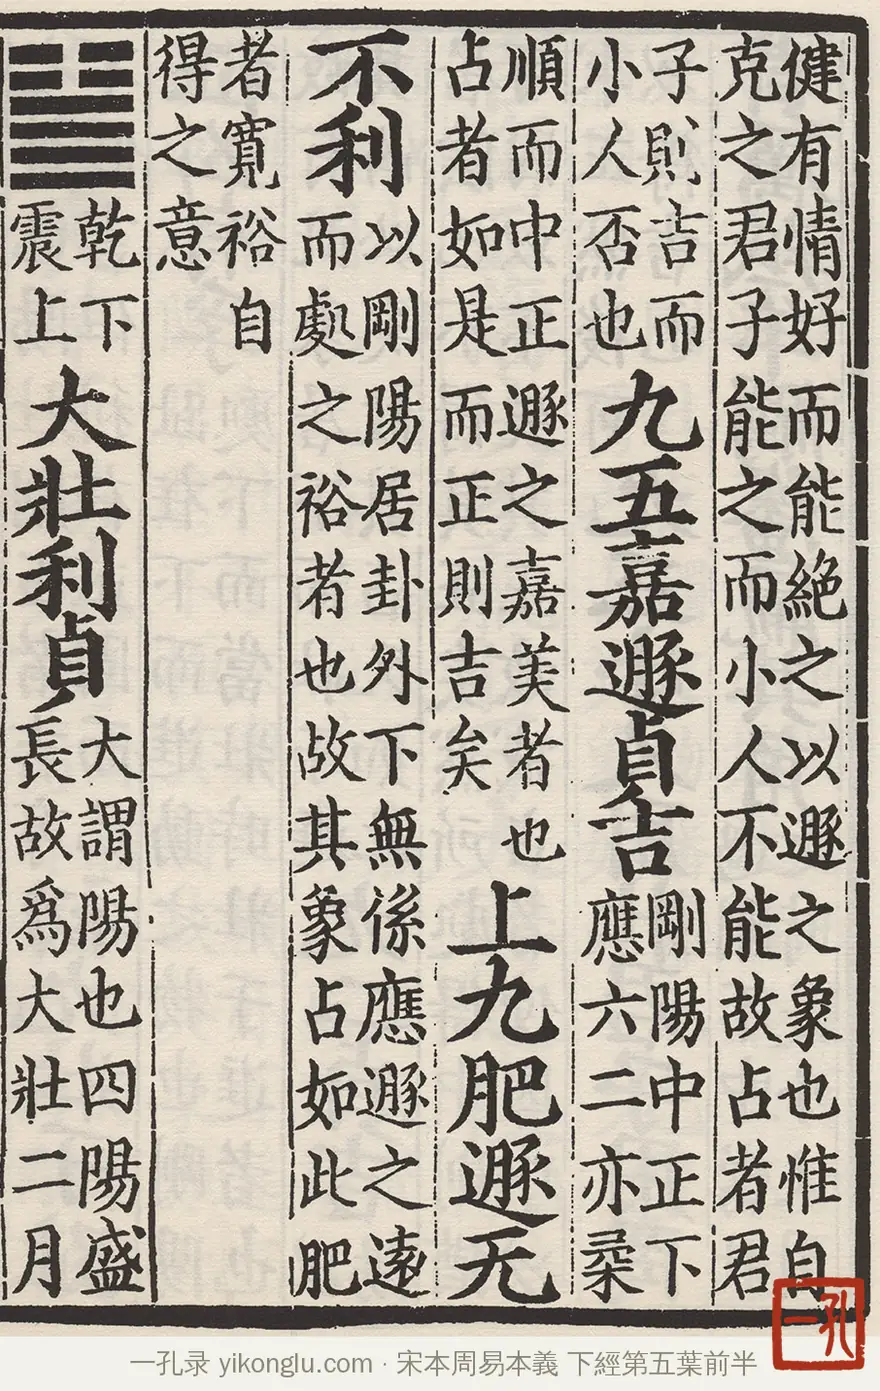 健有情好而能絶之以遯之象也惟自
克之君子能之而小人不能故占者君
子則吉而
小人否也
九五嘉遯貞吉
剛陽中正下
應六二亦柔
順而中正遯之嘉美者也
占者如是而正則吉矣
上九肥遯无
不利
以剛陽居卦外下無係應遯之遠
而處之裕者也故其象占如此肥
者寬裕自
得之意
乾下
震上
大壯利貞
大謂陽也四陽盛
長故爲大壯二月
一孔
一孔录 yikonglu.com · 宋本周易本義 下經第五葉前半